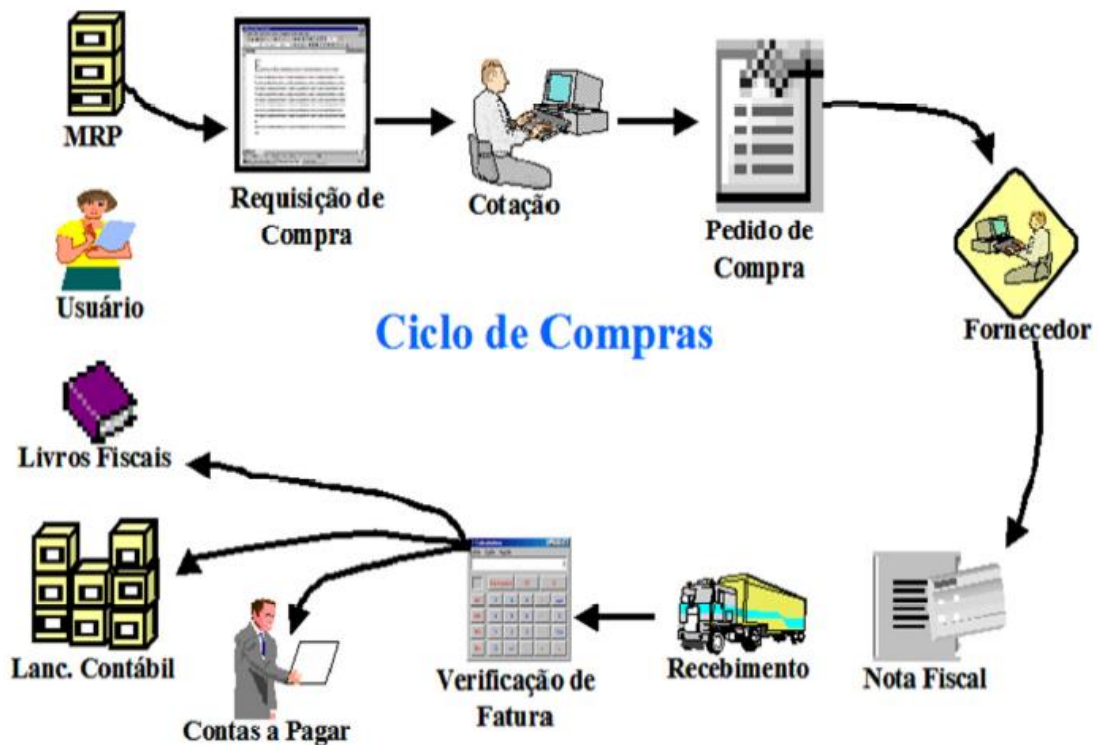 MRP
Requisição de
Compra
Cotação
Pedido de
Compra
Usuário
Fornecedor
Ciclo de Compras
Livros Fiscais
Lanc. Contábil
Contas a Pagar
Verificação de
Fatura
Recebimento
Nota Fiscal